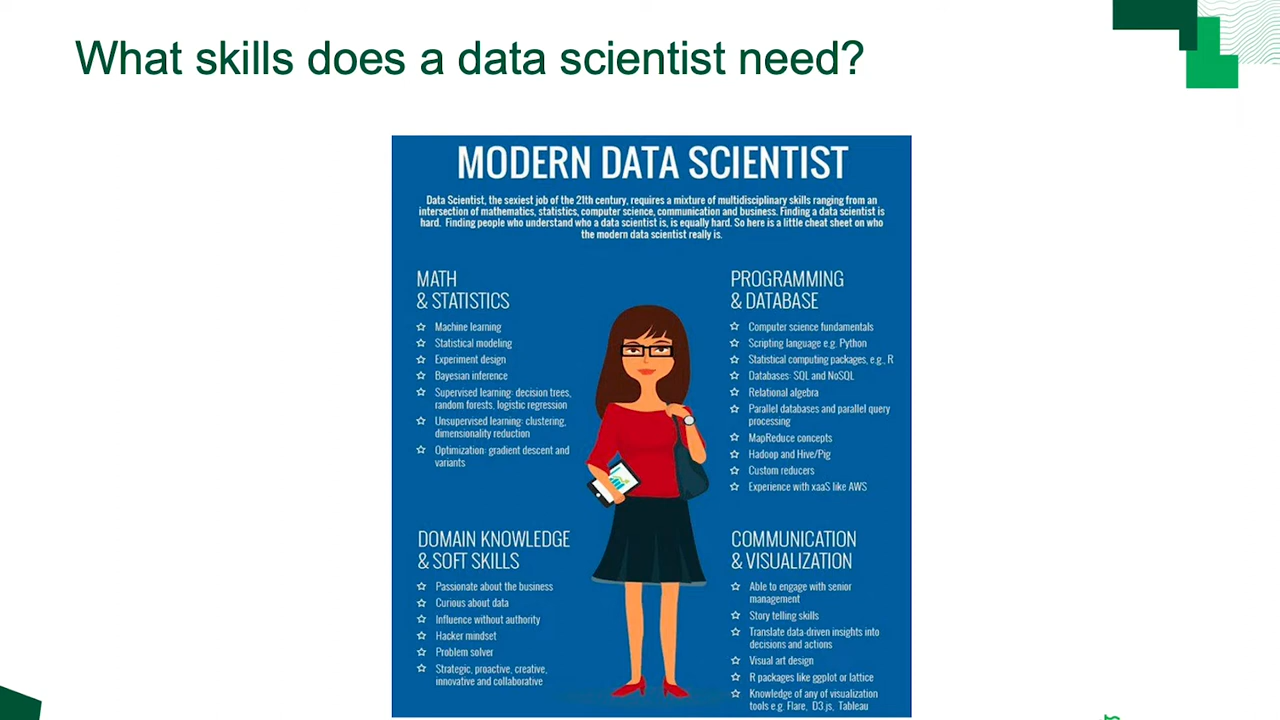 What skills does a data scientist need?
MODERN DATA SCIENTIST
Data Scientist, the sexiest job of the 21th century, requires a mixture of multidisciplinary skills ranging from an
intersection of mathematics, statistics, computer science, communication and business. Finding a data scientist is
hard. Finding people who understand who a data scientist is, is equally hard. So here is a little cheat sheet on who
the modern data scientist really is.
MATH
& STATISTICS
Machine learning
Statistical modeling
Experiment design
Bayesian inference
Supervised learning: decision trees,
random forests, logistic regression
Unsupervised learning: clustering,
dimensionality reduction
Optimization: gradient descent and
variants
PROGRAMMING
& DATABASE
Computer science fundamentals
Scripting language e.g. Python
Statistical computing packages, e.g., R
Databases: SQL and NoSQL
Relational algebra
Parallel databases and parallel query
processing
MapReduce concepts
Hadoop and Hive/Pig
Custom reducers
Experience with xaaS like AWS
DOMAIN KNOWLEDGE
& SOFT SKILLS
Passionate about the business
Curious about data
Influence without authority
Hacker mindset
Problem solver
Strategic, proactive, creative,
innovative and collaborative
COMMUNICATION
& VISUALIZATION
Able to engage with senior
management
Story telling skills
Translate data-driven insights into
decisions and actions
Visual art design
R packages like ggplot or lattice
Knowledge of any of visualization
tools e.g. Flare, D3 js, Tableau